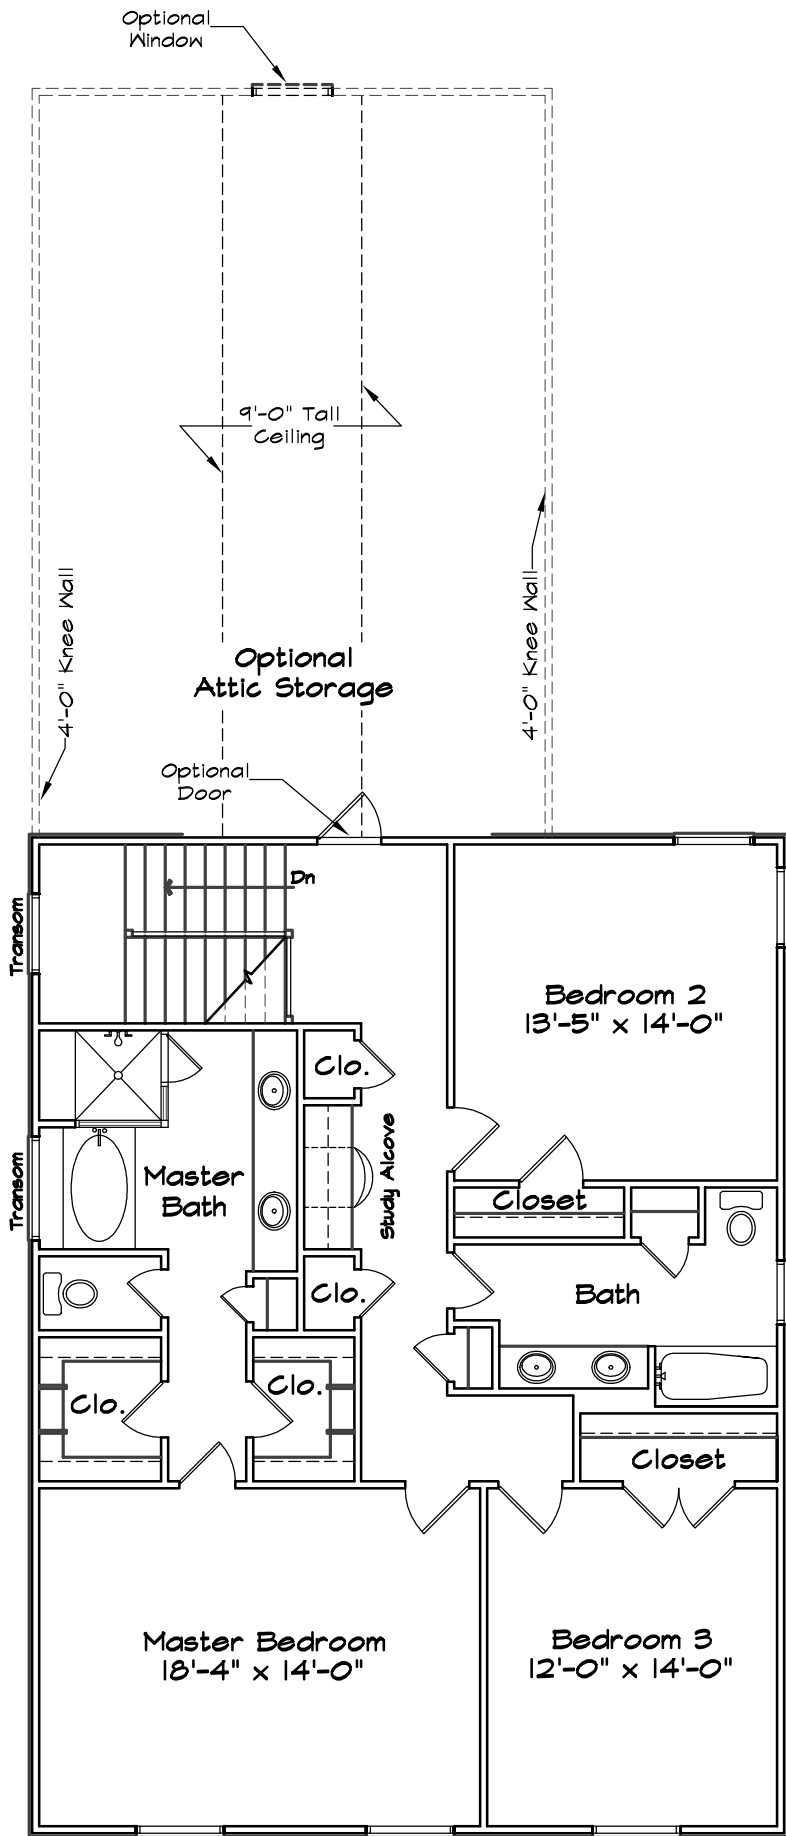 Optional
Window
9'-0" Tall
Ceiling
4'-0" Knee Wall
4'-0" Knee Wall
Optional
Attic Storage
Optional
Door
Dn
Transom
Bedroom 2
13'-5" x 14'-0"
Clo.
Study Alcove
Transom
Master
Bath
Closet
Clo.
Bath
Clo.
Clo.
Closet
Master Bedroom
18'-4" x 14'-0"
Bedroom 3
12'-0" x 14'-0"